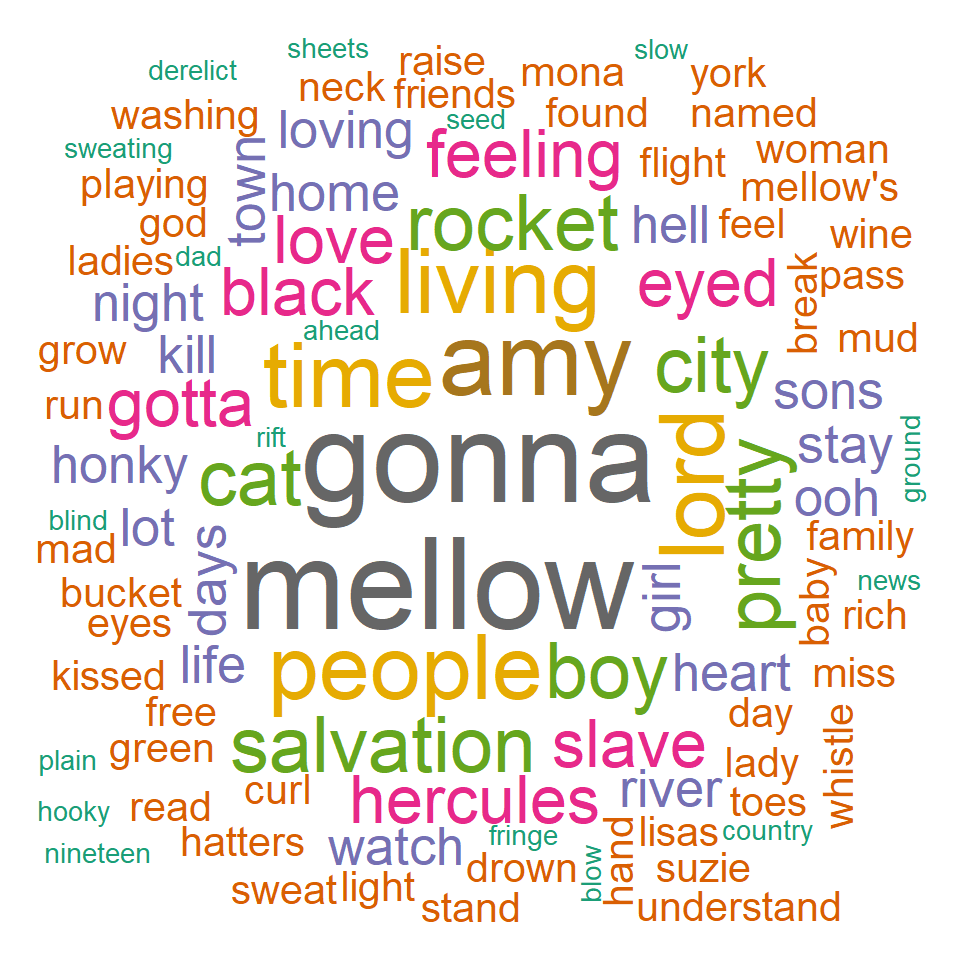 sheets
slow
derelict
raise
mona
york
neck
friends
washing
found
named
loving
seed
sweating
feeling
flight
woman
playing
town
home
mellow's
god
love
rocket
hell
feel
wine
ladies
dad
living
eyed
break
pass
night
black
ahead
grow
kill
time
amy
city
mud
run
gotta
sons
rift
gonna
lord
pretty
stay
ground
honky
cat
ooh
blind
lot
mad
days
mellow
girl
family
bucket
baby
news
eyes
rich
kissed
life
people
boy
heart
miss
free
day
green
salvation
slave
lady
whistle
plain
curl
hercules
river
toes
hooky
read
hatters
watch
fringe
hand
lisas
country
nineteen
drown
blow
suzie
sweat
light
stand
understand